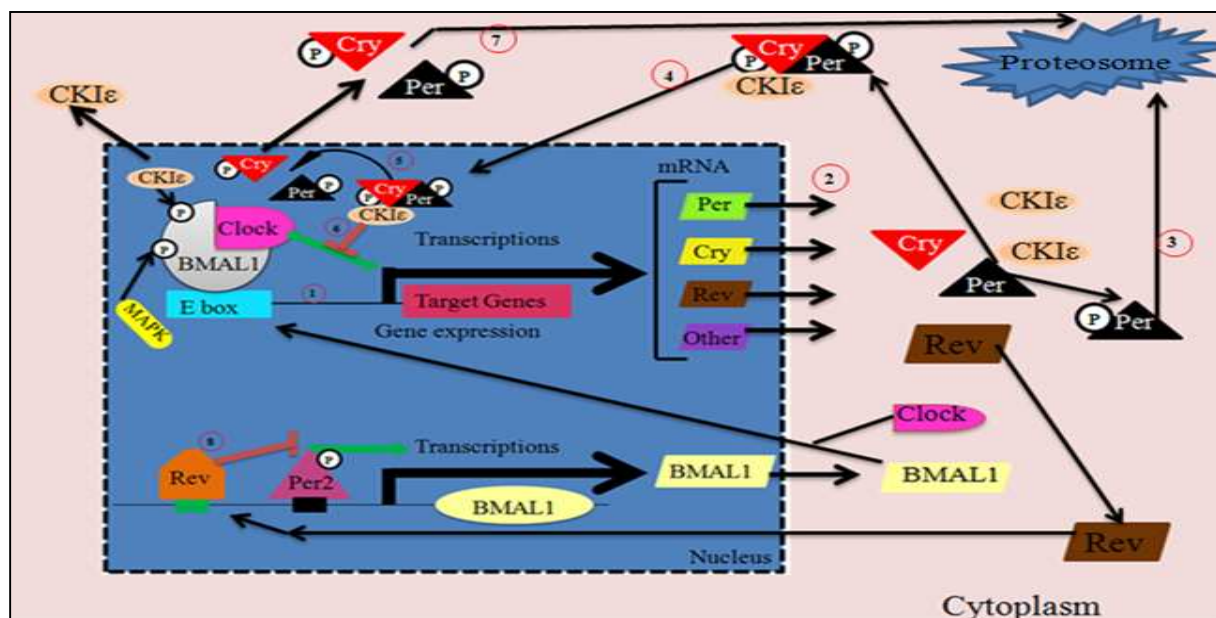 Cry
P
7
Per
P
4
Cry
P
P
Per
CKIε
Proteosome
CKIε
P
Cry
5
Per
P
Cry
P
P
Per
CKIε
CKIε
P
Clock
6
P
BMAL1
MAPK
E box
1
Transcriptions
Target Genes
Gene expression
mRNA
Per
Cry
Rev
Other
2
CKIε
Cry
CKIε
Per
3
P
Per
Rev
Clock
BMAL1
8
Rev
P
Per2
Transcriptions
BMAL1
BMAL1
Rev
Nucleus
Cytoplasm